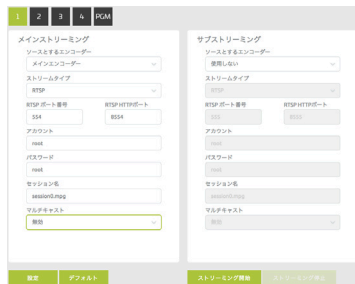 1 2 3 4 PGM
メインストリーミング
ソースとするエンコーダー
メインエンコーダー
ストリームタイプ
RTSP
RTSP ポート番号 RTSP HTTPポート
554 8554
アカウント
root
パスワード
root
セッション名
session0.mpg
マルチキャスト
無効
設定 デフォルト
サブストリーミング
ソースとするエンコーダー
使用しない
ストリームタイプ
RTSP
RTSP ポート番号 RTSP HTTPポート
アカウント
root
パスワード
root
セッション名
マルチキャスト
無効
ストリーミング開始 ストリーミング停止